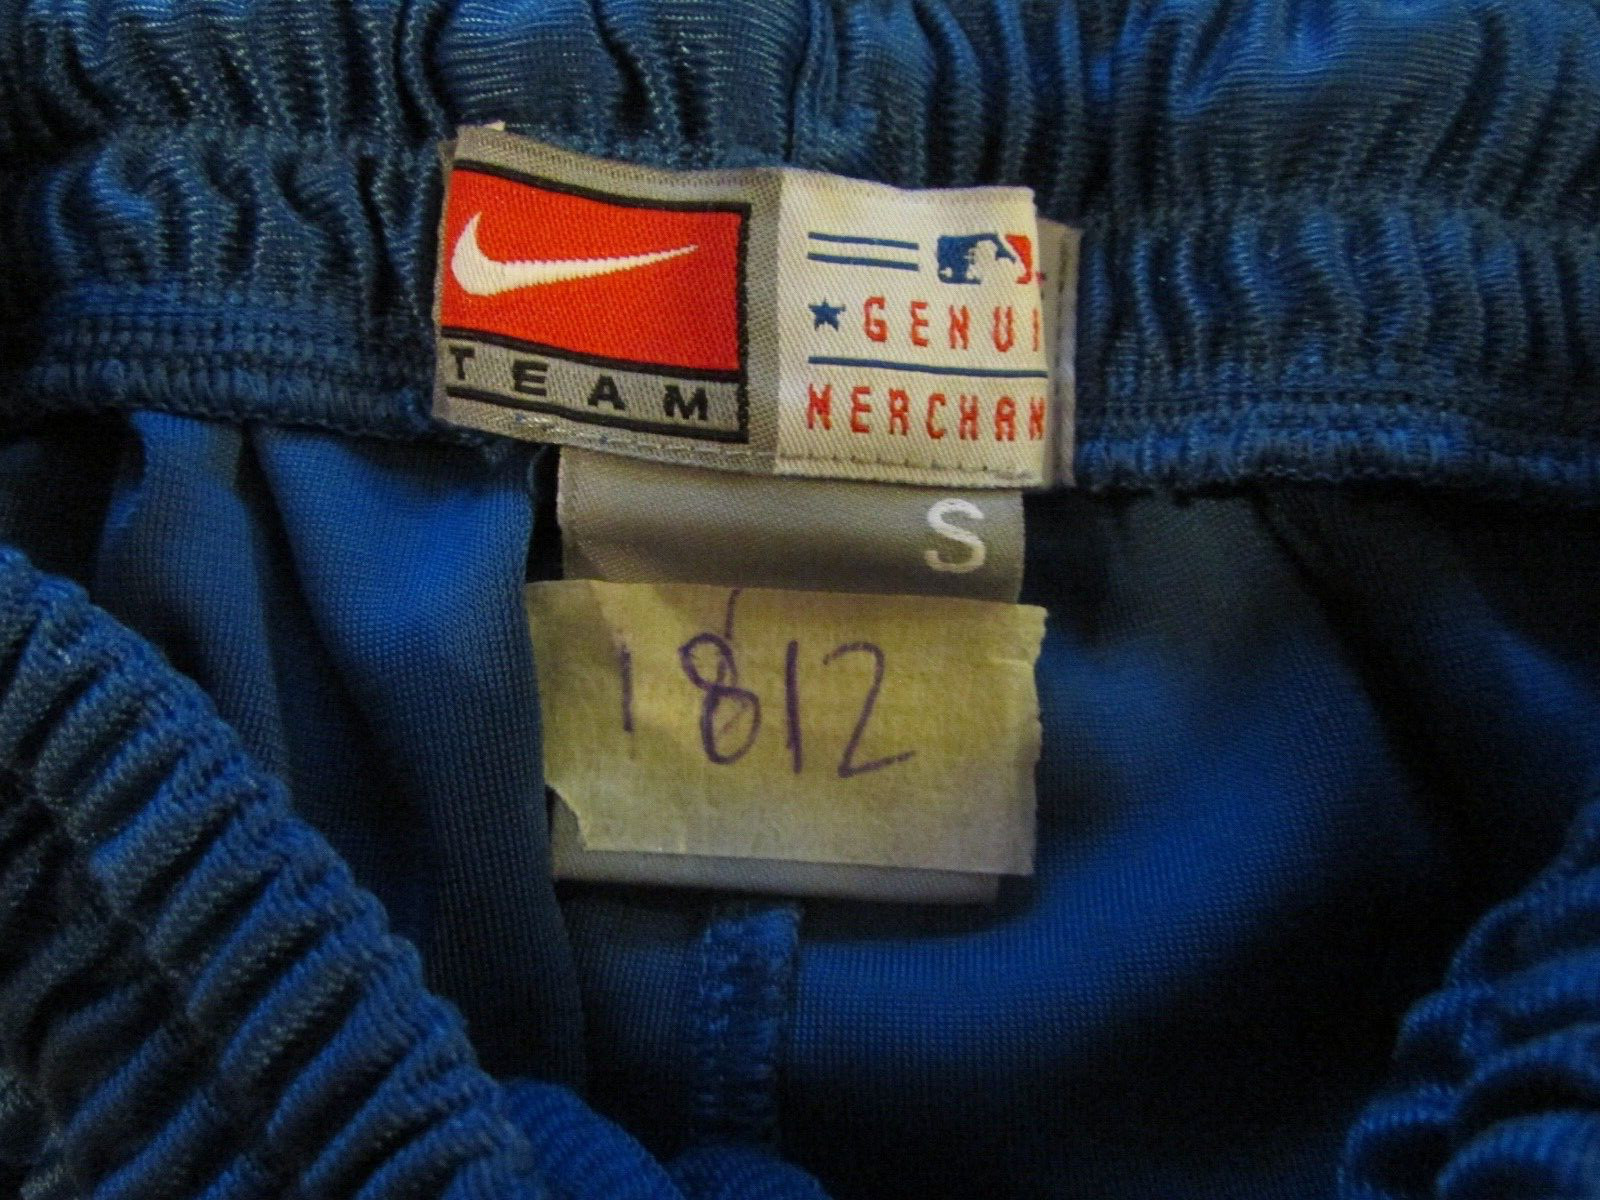 TEAM
GENUI
MERCHAN
S
1812